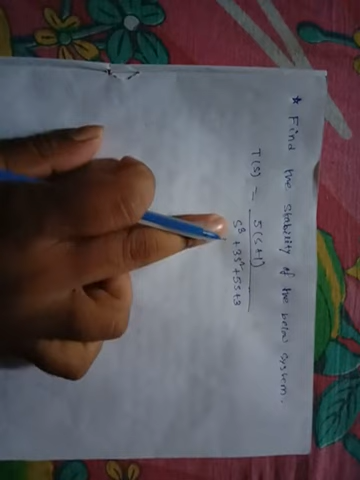 * Find the stability of the below system.
T(s) = 5(s+1)
s³ +3s²+5s+3